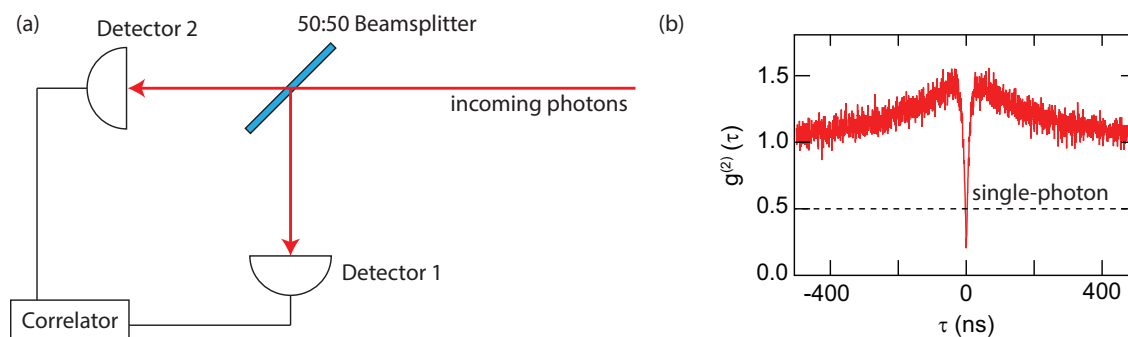 (a)
Detector 2
50:50 Beamsplitter
incoming photons
Detector 1
Correlator
(b)
1.5
1.0
0.5
0.0
g(2) (τ)
single-photon
-400
0
400
τ (ns)